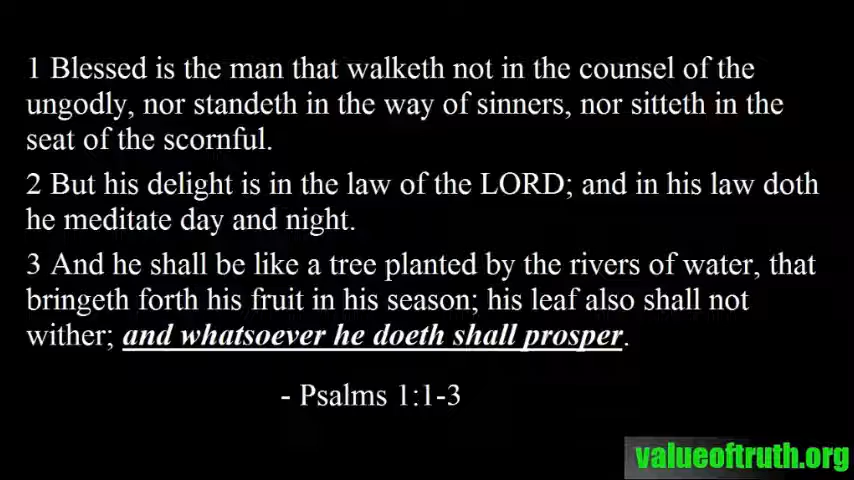 1 Blessed is the man that walketh not in the counsel of the
ungodly, nor standeth in the way of sinners, nor sitteth in the
seat of the scornful.
2 But his delight is in the law of the LORD; and in his law doth
he meditate day and night.
3 And he shall be like a tree planted by the rivers of water, that
bringeth forth his fruit in his season; his leaf also shall not
wither; and whatsoever he doeth shall prosper.
- Psalms 1:1-3
valueoftruth.org